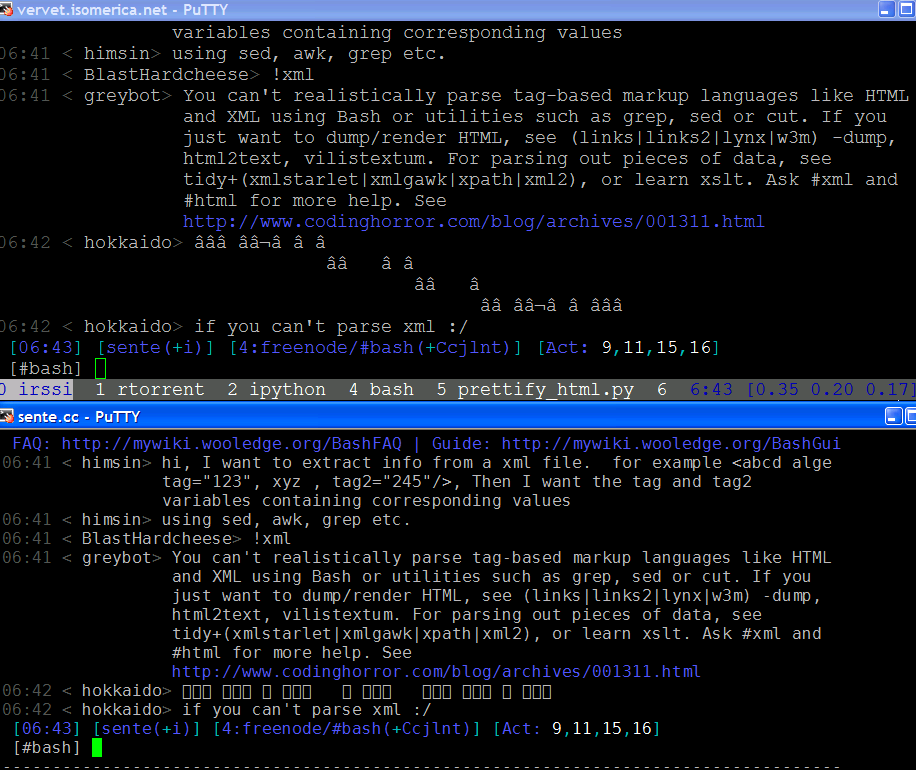 vervet.isomerica.net - PuTTY
variables containing corresponding values
06:41 < himsin> using sed, awk, grep etc.
06:41 < BlastHardcheese> !xml
06:41 < greybot> You can't realistically parse tag-based markup languages like HTML
and XML using Bash or utilities such as grep, sed or cut. If you
just want to dump/render HTML, see (links|links2|lynx|w3m) -dump,
html2text, vilistextum. For parsing out pieces of data, see
tidy+(xmlstarlet|xmlgawk|xpath|xml2), or learn xslt. Ask #xml and
#html for more help. See
http://www.codinghorror.com/blog/archives/001311.html
06:42 < hokkaido> âââ ââ¬â â â
ââ â â
ââ â
ââ ââ¬â â âââ
06:42 < hokkaido> if you can't parse xml :/
[06:43] [sente(+i)] [4:freenode/#bash(+Ccjlnt)] [Act: 9,11,15,16]
[#bash]
0 irssi 1 rtorrent 2 ipython 4 bash 5 prettify_html.py 6 6:43 [0.35 0.20 0.17]
sente.cc - PuTTY
FAQ: http://mywiki.wooledge.org/BashFAQ | Guide: http://mywiki.wooledge.org/BashGui
06:41 < himsin> hi, I want to extract info from a xml file. for example <abcd alge
tag="123", xyz , tag2="245"/>, Then I want the tag and tag2
variables containing corresponding values
06:41 < himsin> using sed, awk, grep etc.
06:41 < BlastHardcheese> !xml
06:41 < greybot> You can't realistically parse tag-based markup languages like HTML
and XML using Bash or utilities such as grep, sed or cut. If you
just want to dump/render HTML, see (links|links2|lynx|w3m) -dump,
html2text, vilistextum. For parsing out pieces of data, see
tidy+(xmlstarlet|xmlgawk|xpath|xml2), or learn xslt. Ask #xml and
#html for more help. See
http://www.codinghorror.com/blog/archives/001311.html
06:42 < hokkaido> ▯▯▯ ▯▯▯ ▯ ▯▯▯ ▯ ▯▯▯ ▯▯▯ ▯▯▯ ▯ ▯▯▯
06:42 < hokkaido> if you can't parse xml :/
[06:43] [sente(+i)] [4:freenode/#bash(+Ccjlnt)] [Act: 9,11,15,16]
[#bash]